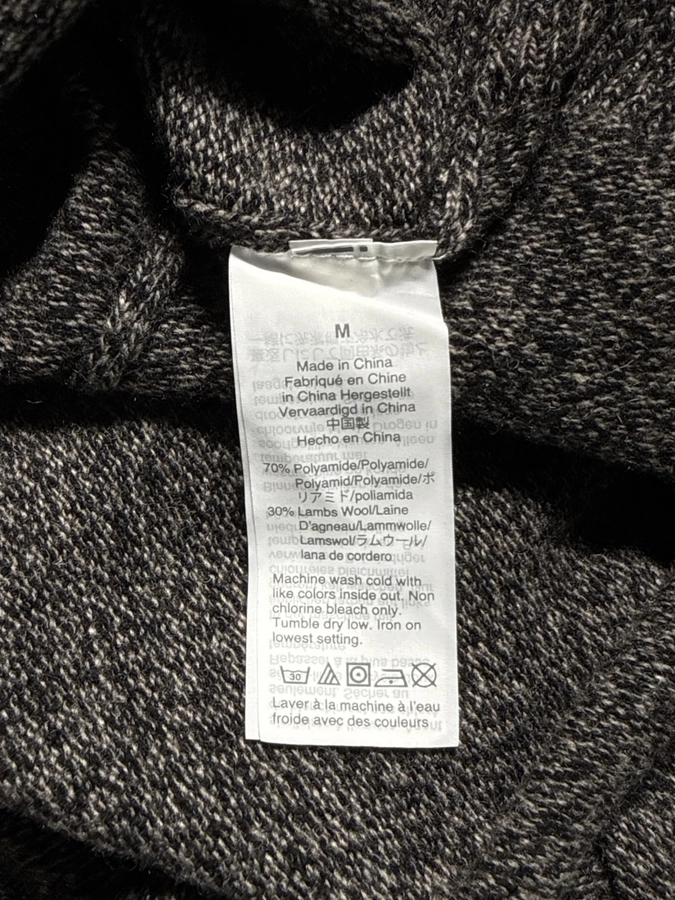 M
Made in China
Fabriqué en Chine
in China Hergestellt
Vervaardigd in China
中国製
Hecho en China
70% Polyamide/Polyamide/
Polyamid/Polyamide/ポ
リアミド/poliamida
30% Lambs Wool/Laine
D'agneau/Lammwolle/
Lamswol/ラムウール/
lana de cordero
Machine wash cold with
like colors inside out. Non
chlorine bleach only.
Tumble dry low. Iron on
lowest setting.
30
Laver à la machine à l'eau
froide avec des couleurs